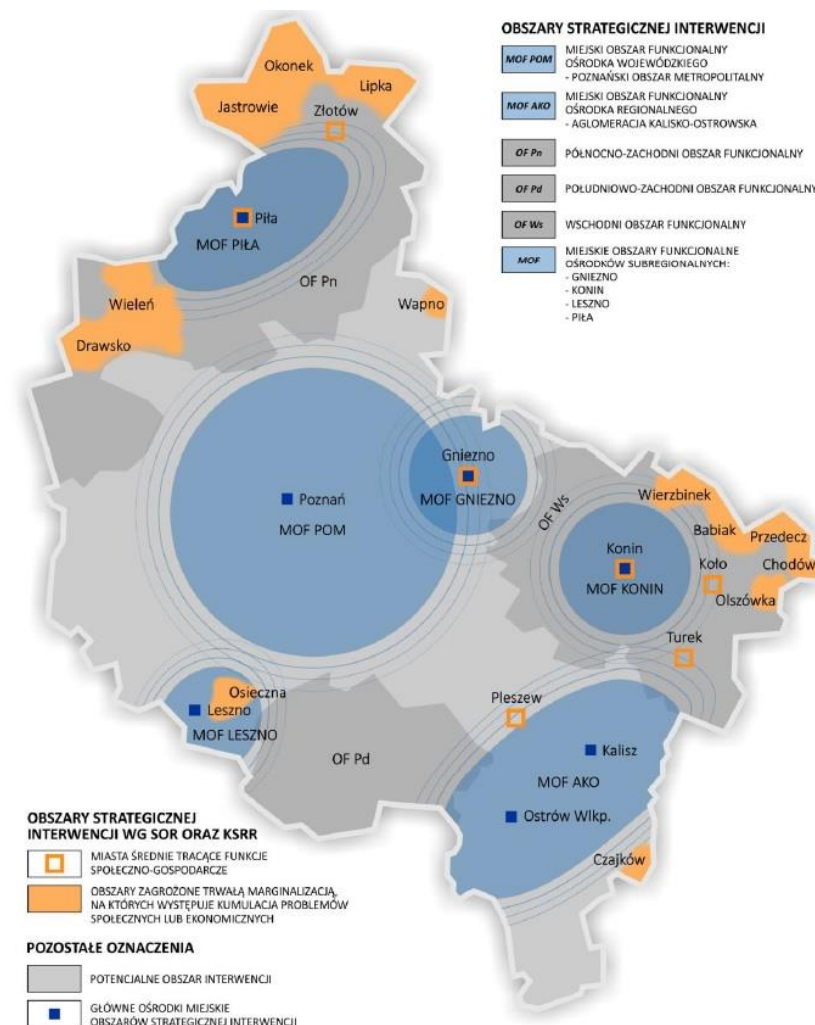 OBSZARY STRATEGICZNEJ INTERWENCJI
MOF POM
MIEJSKI OBSZAR FUNKCJONALNY
OŚRODKA WOJEWÓDZKIEGO
- POZNAŃSKI OBSZAR METROPOLITALNY
MOF AKO
MIEJSKI OBSZAR FUNKCJONALNY
OŚRODKA REGIONALNEGO
- AGLOMERACJA KALISKO-OSTROWSKA
OF Pn
PÓŁNOCNO-ZACHODNI OBSZAR FUNKCJONALNY
OF Pd
POŁUDNIOWO-ZACHODNI OBSZAR FUNKCJONALNY
OF Ws
WSCHODNI OBSZAR FUNKCJONALNY
MOF
MIEJSKIE OBSZARY FUNKCJONALNE
OŚRODKÓW SUBREGIONALNYCH:
- GNIEZNO
- KONIN
- LESZNO
- PIŁA
Okonek
Lipka
Jastrowie
Złotów
Piła
MOF PIŁA
OF Pn
Wieleń
Wapno
Drawsko
Gniezno
MOF GNIEZNO
Poznań
MOF POM
OF Ws
Wierzbinek
Babiak
Przedecz
Konin
Koło
Chodów
MOF KONIN
Olszówka
Turek
Osieczna
Leszno
MOF LESZNO
Pleszew
OF Pd
Kalisz
MOF AKO
Ostrów Wlkp.
Czajków
OBSZARY STRATEGICZNEJ
INTERWENCJI WG SOR ORAZ KSRR
MIASTA ŚREDNIE TRACĄCE FUNKCJE
SPOŁECZNO-GOSPODARCZE
OBSZARY ZAGROŻONE TRWAŁĄ MARGINALIZACJĄ,
NA KTÓRYCH WYSTĘPUJE KUMULACJA PROBLEMÓW
SPOŁECZNYCH LUB EKONOMICZNYCH
POZOSTAŁE OZNACZENIA
POTENCJALNE OBSZAR INTERWENCJI
GŁÓWNE OŚRODKI MIEJSKIE
OBSZARÓW STRATEGICZNEJ INTERWENCJI